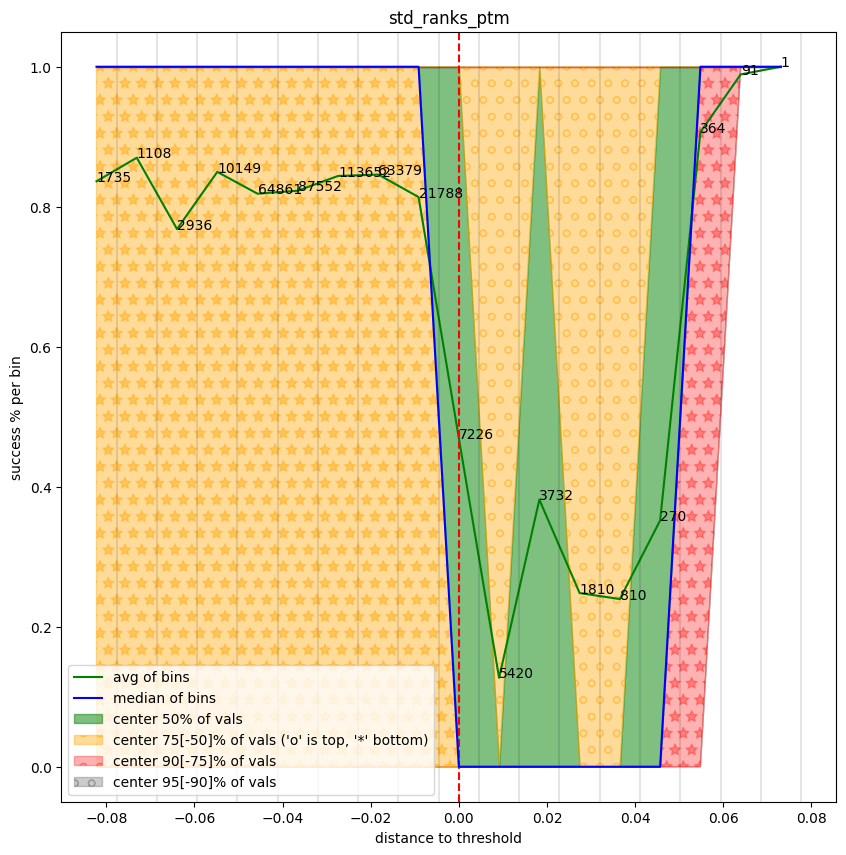 std_ranks_ptm
success % per bin
1.0
0.8
0.6
0.4
0.2
0.0
1735
1108
2936
10149
64861
87552
113652
63379
21788
7226
5420
3732
1810
810
270
364
91
1
avg of bins
median of bins
center 50% of vals
center 75[-50]% of vals ('o' is top, '*' bottom)
center 90[-75]% of vals
center 95[-90]% of vals
−0.08 −0.06 −0.04 −0.02 0.00 0.02 0.04 0.06 0.08
distance to threshold